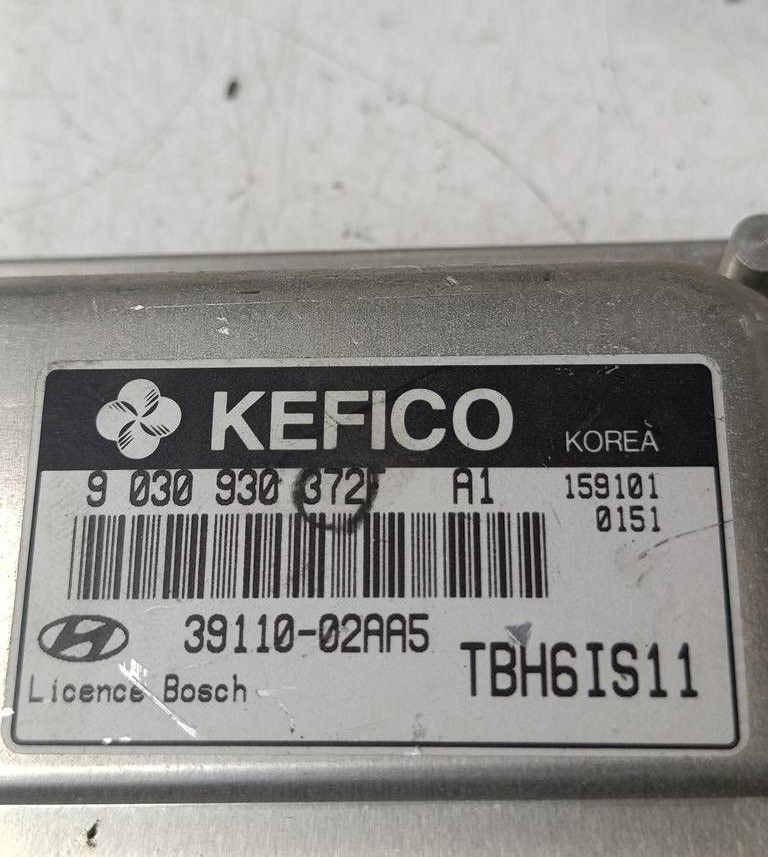 KEFICO KOREA
9 030 930 372F A1 159101
0151
39110-02AA5
TBH6IS11
Licence Bosch